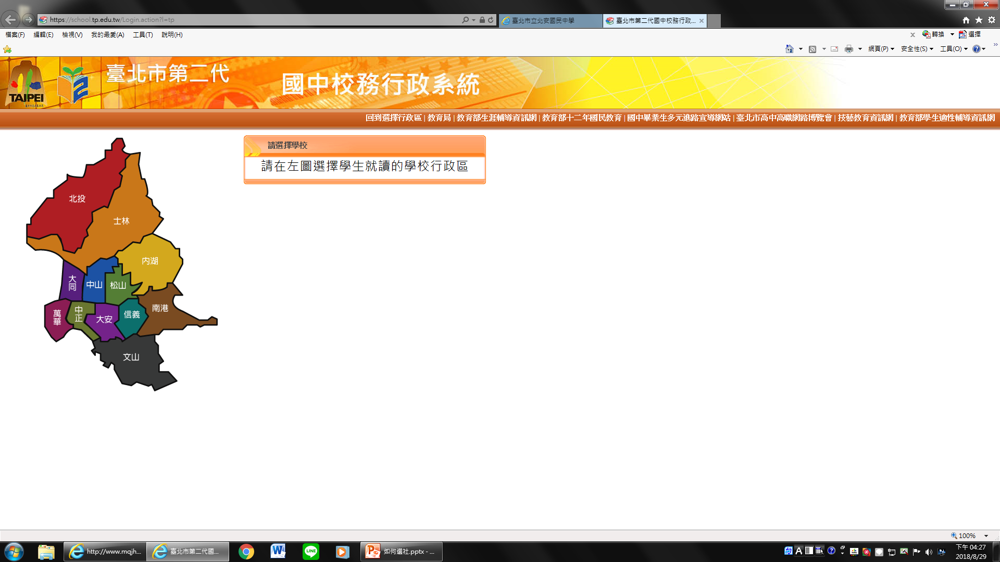 https://school.tp.edu.tw/Login.action?l=tp
臺北市立北安國民中學
臺北市第二代國中校務行政...
檔案(F) 編輯(E) 檢視(V) 我的最愛(A) 工具(T) 說明(H)
轉換 選擇
網頁(P) 安全性(S) 工具(O)
TAIPEI
臺北市第二代
國中校務行政系統
回到選擇行政區 | 教育局 | 教育部生涯輔導資訊網 | 教育部十二年國民教育 | 國中畢業生多元進路宣導網站 | 臺北市高中高職網路博覽會 | 技藝教育資訊網 | 教育部學生適性輔導資訊網
請選擇學校
請在左圖選擇學生就讀的學校行政區
北投
士林
內湖
大同
中山
松山
南港
萬華
中正
大安
信義
文山
100%
http://www.mqjh...
臺北市第二代國...
LINE
如何選社.pptx - ...
下午 04:27
2018/8/29